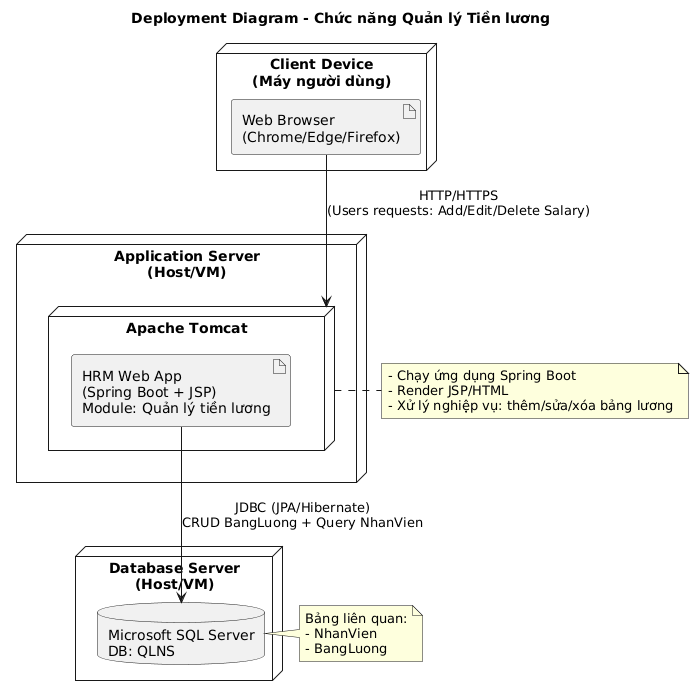 Deployment Diagram - Chức năng Quản lý Tiền lương
Client Device
(Máy người dùng)
Web Browser
(Chrome/Edge/Firefox)
HTTP/HTTPS
(Users requests: Add/Edit/Delete Salary)
Application Server
(Host/VM)
Apache Tomcat
HRM Web App
(Spring Boot + JSP)
Module: Quản lý tiền lương
- Chạy ứng dụng Spring Boot
- Render JSP/HTML
- Xử lý nghiệp vụ: thêm/sửa/xóa bảng lương
JDBC (JPA/Hibernate)
CRUD BangLuong + Query NhanVien
Database Server
(Host/VM)
Microsoft SQL Server
DB: QLNS
Bảng liên quan:
- NhanVien
- BangLuong